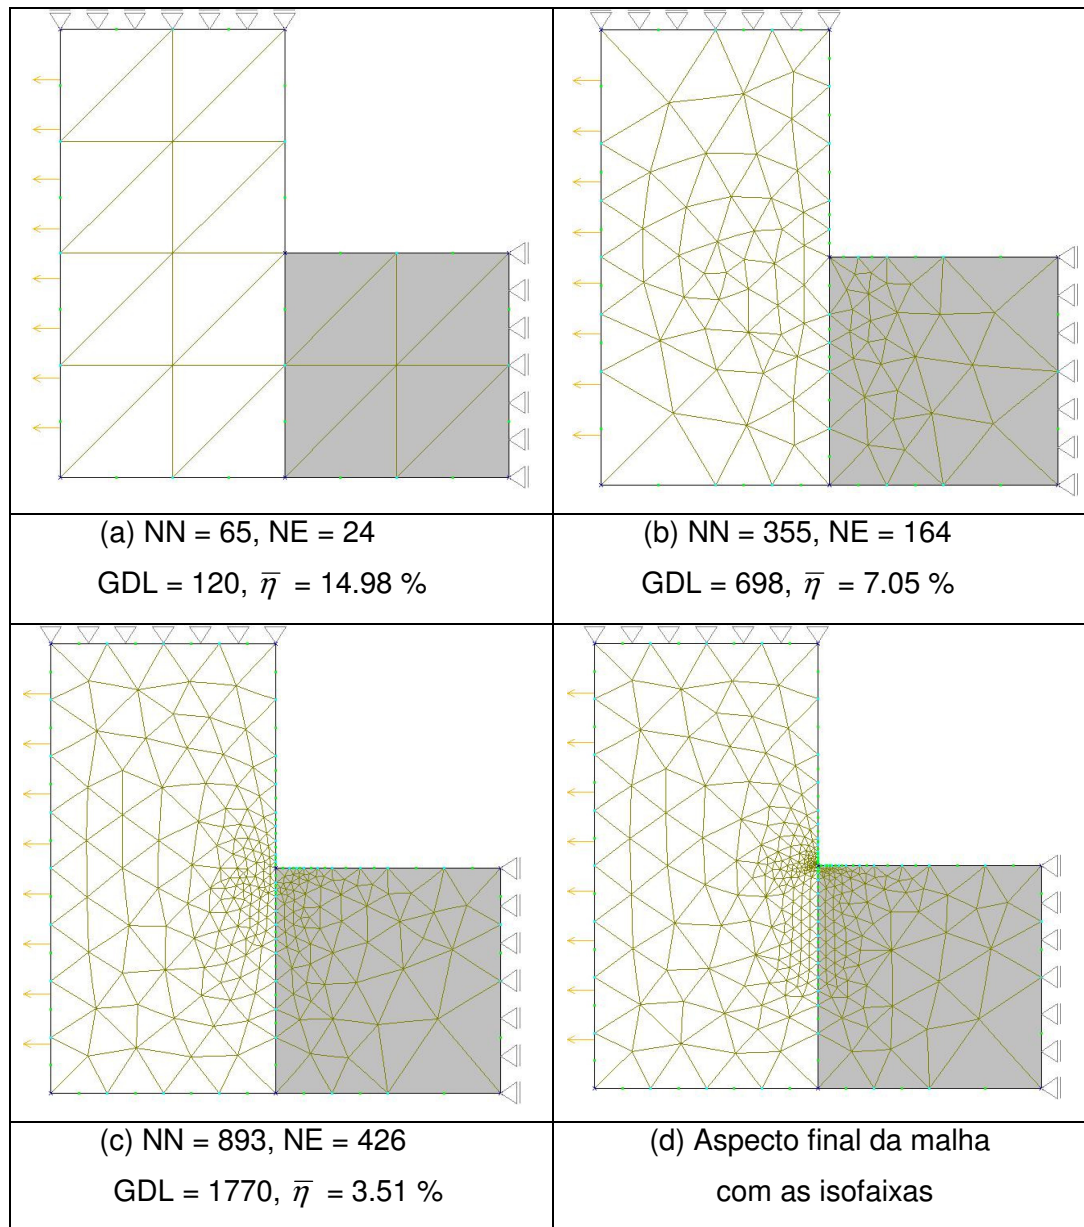 (a) NN = 65, NE = 24
GDL = 120, η̅ = 14.98 %
(b) NN = 355, NE = 164
GDL = 698, η̅ = 7.05 %
(c) NN = 893, NE = 426
GDL = 1770, η̅ = 3.51 %
(d) Aspecto final da malha
com as isofaixas